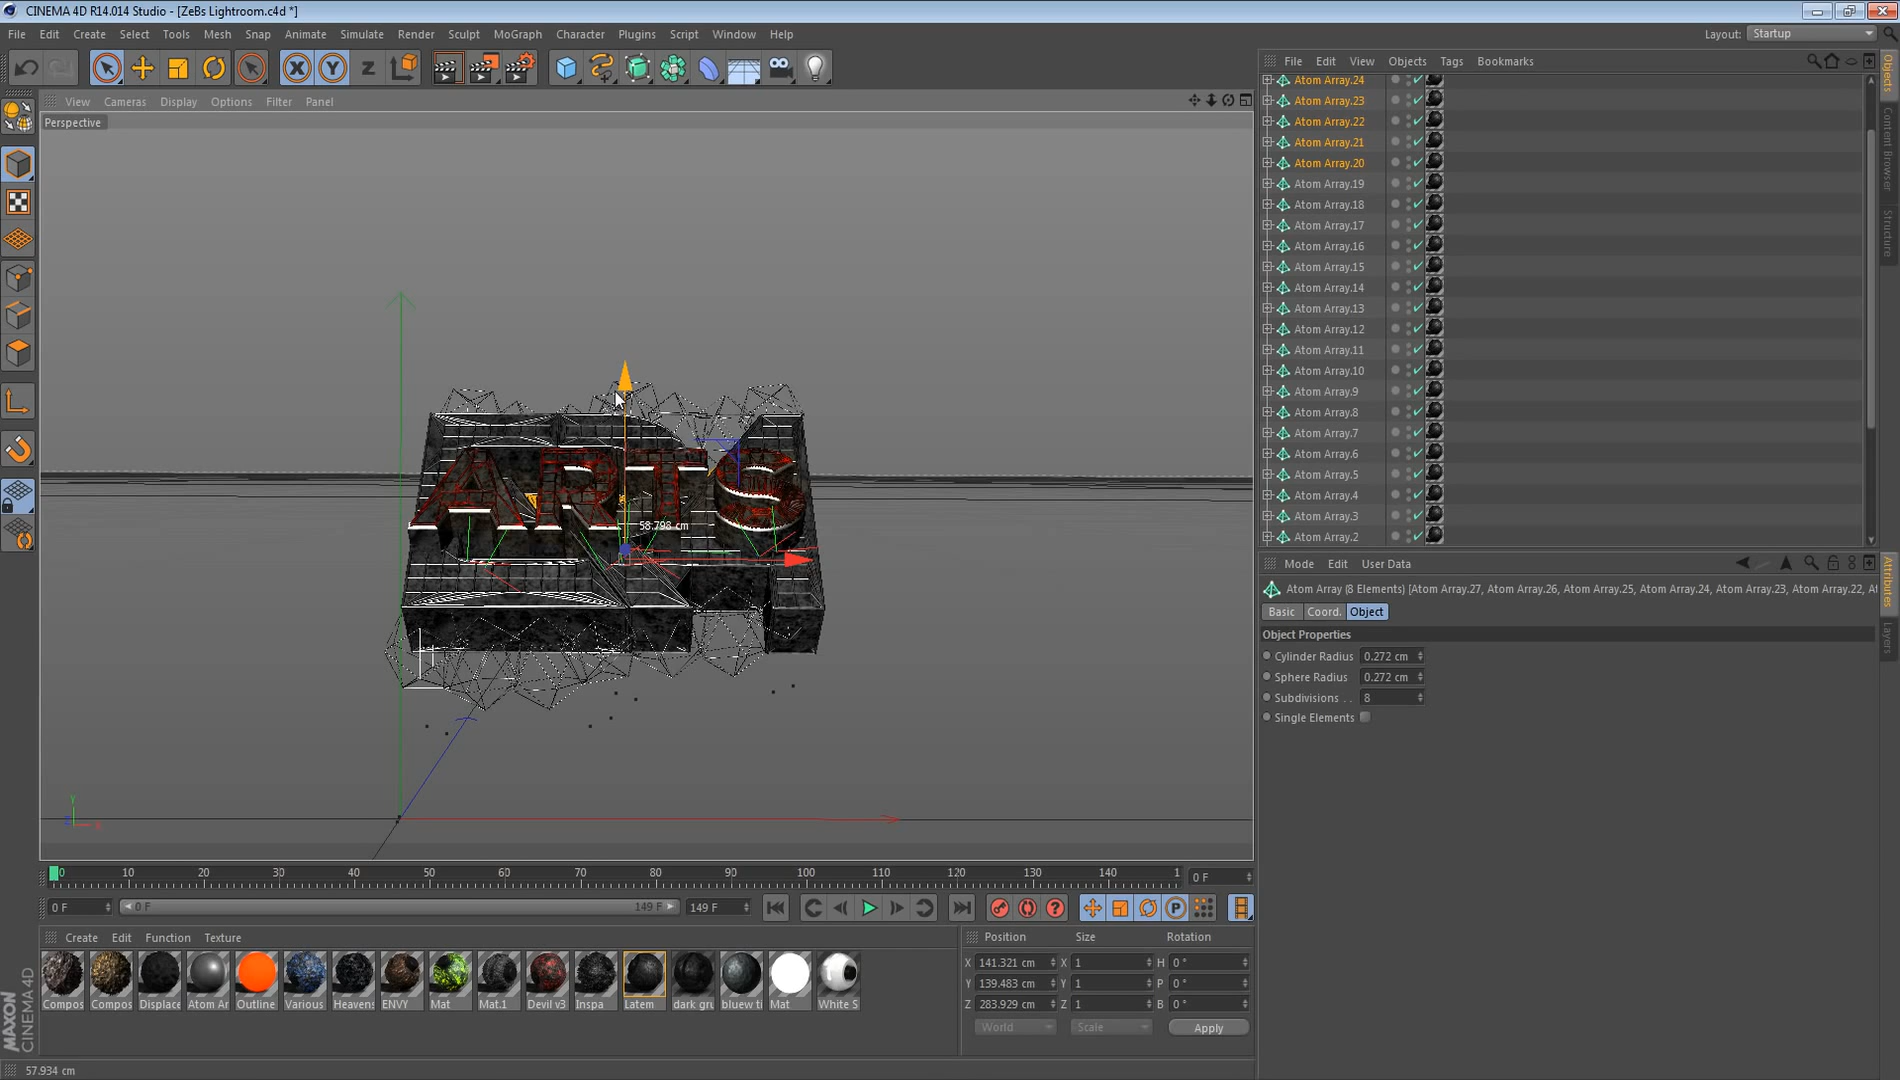 CINEMA 4D R14.014 Studio - [ZeBs Lightroom.c4d *]
File Edit Create Select Tools Mesh Snap Animate Simulate Render Sculpt MoGraph Character Plugins Script Window Help
Layout: Startup
View Cameras Display Options Filter Panel
Perspective
ARTS
58.798 cm
Y
X
Z
File Edit View Objects Tags Bookmarks
Atom Array.24
Atom Array.23
Atom Array.22
Atom Array.21
Atom Array.20
Atom Array.19
Atom Array.18
Atom Array.17
Atom Array.16
Atom Array.15
Atom Array.14
Atom Array.13
Atom Array.12
Atom Array.11
Atom Array.10
Atom Array.9
Atom Array.8
Atom Array.7
Atom Array.6
Atom Array.5
Atom Array.4
Atom Array.3
Atom Array.2
Objects
Content Browser
Structure
Mode Edit User Data
Atom Array (8 Elements) [Atom Array.27, Atom Array.26, Atom Array.25, Atom Array.24, Atom Array.23, Atom Array.22, At
Basic Coord. Object
Object Properties
Cylinder Radius 0.272 cm
Sphere Radius 0.272 cm
Subdivisions . . 8
Single Elements
Attributes
Layers
0 10 20 30 40 50 60 70 80 90 100 110 120 130 140 1 0 F
0 F 0 F 149 F 149 F
Create Edit Function Texture
Compos Compos Displace Atom Ar Outline Various Heavens ENVY Mat Mat.1 Devil v3 Inspa Latem dark gru bluew ti Mat White S
Position Size Rotation
X 141.321 cm X 1 H 0 °
Y 139.483 cm Y 1 P 0 °
Z 283.929 cm Z 1 B 0 °
World Scale Apply
MAXON CINEMA 4D
57.934 cm